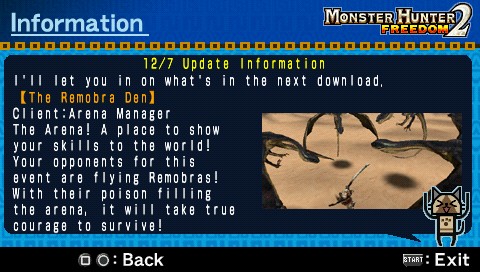 Information
MONSTER HUNTER
FREEDOM 2
12/7 Update Information
I'll let you in on what's in the next download,
【The Remobra Den】
Client:Arena Manager
The Arena! A place to show
your skills to the world!
Your opponents for this
event are flying Remobras!
With their poison filling
the arena, it will take true
courage to survive!
□○: Back
START: Exit